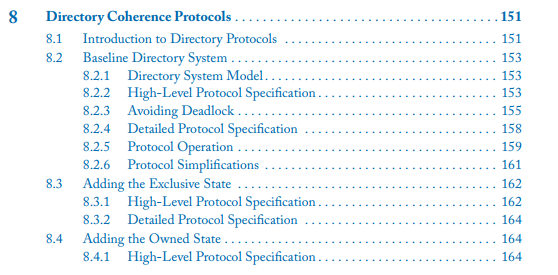 8 Directory Coherence Protocols . . . . . . . . . . . . . . . . . . . . . . . . . . . . . . . . . . . . . . . 151
8.1 Introduction to Directory Protocols . . . . . . . . . . . . . . . . . . . . . . . . . . . . . . . 151
8.2 Baseline Directory System . . . . . . . . . . . . . . . . . . . . . . . . . . . . . . . . . . . . . . . 153
8.2.1 Directory System Model . . . . . . . . . . . . . . . . . . . . . . . . . . . . . . . . . . 153
8.2.2 High-Level Protocol Specification . . . . . . . . . . . . . . . . . . . . . . . . . . 153
8.2.3 Avoiding Deadlock . . . . . . . . . . . . . . . . . . . . . . . . . . . . . . . . . . . . . . 155
8.2.4 Detailed Protocol Specification . . . . . . . . . . . . . . . . . . . . . . . . . . . . 158
8.2.5 Protocol Operation . . . . . . . . . . . . . . . . . . . . . . . . . . . . . . . . . . . . . . 159
8.2.6 Protocol Simplifications . . . . . . . . . . . . . . . . . . . . . . . . . . . . . . . . . . 161
8.3 Adding the Exclusive State . . . . . . . . . . . . . . . . . . . . . . . . . . . . . . . . . . . . . . 162
8.3.1 High-Level Protocol Specification . . . . . . . . . . . . . . . . . . . . . . . . . . 162
8.3.2 Detailed Protocol Specification . . . . . . . . . . . . . . . . . . . . . . . . . . . . 164
8.4 Adding the Owned State . . . . . . . . . . . . . . . . . . . . . . . . . . . . . . . . . . . . . . . . 164
8.4.1 High-Level Protocol Specification . . . . . . . . . . . . . . . . . . . . . . . . . . 164